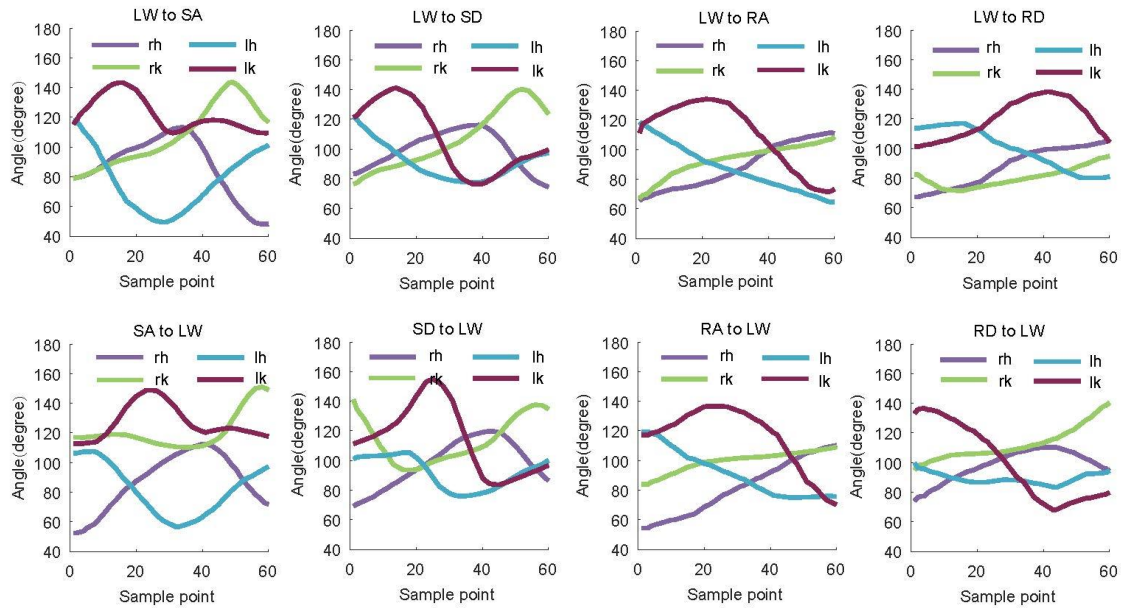 LW to SA
180
160
140
120
100
80
60
40
0
20
40
60
Angle(degree)
Sample point
rh
lh
rk
lk
LW to SD
180
160
140
120
100
80
60
40
0
20
40
60
Angle(degree)
Sample point
rh
lh
rk
lk
LW to RA
180
160
140
120
100
80
60
40
0
20
40
60
Angle(degree)
Sample point
rh
lh
rk
lk
LW to RD
180
160
140
120
100
80
60
40
0
20
40
60
Angle(degree)
Sample point
rh
lh
rk
lk
SA to LW
180
160
140
120
100
80
60
40
0
20
40
60
Angle(degree)
Sample point
rh
lh
rk
lk
SD to LW
180
160
140
120
100
80
60
40
0
20
40
60
Angle(degree)
Sample point
rh
lh
rk
lk
RA to LW
180
160
140
120
100
80
60
40
0
20
40
60
Angle(degree)
Sample point
rh
lh
rk
lk
RD to LW
180
160
140
120
100
80
60
40
0
20
40
60
Angle(degree)
Sample point
rh
lh
rk
lk